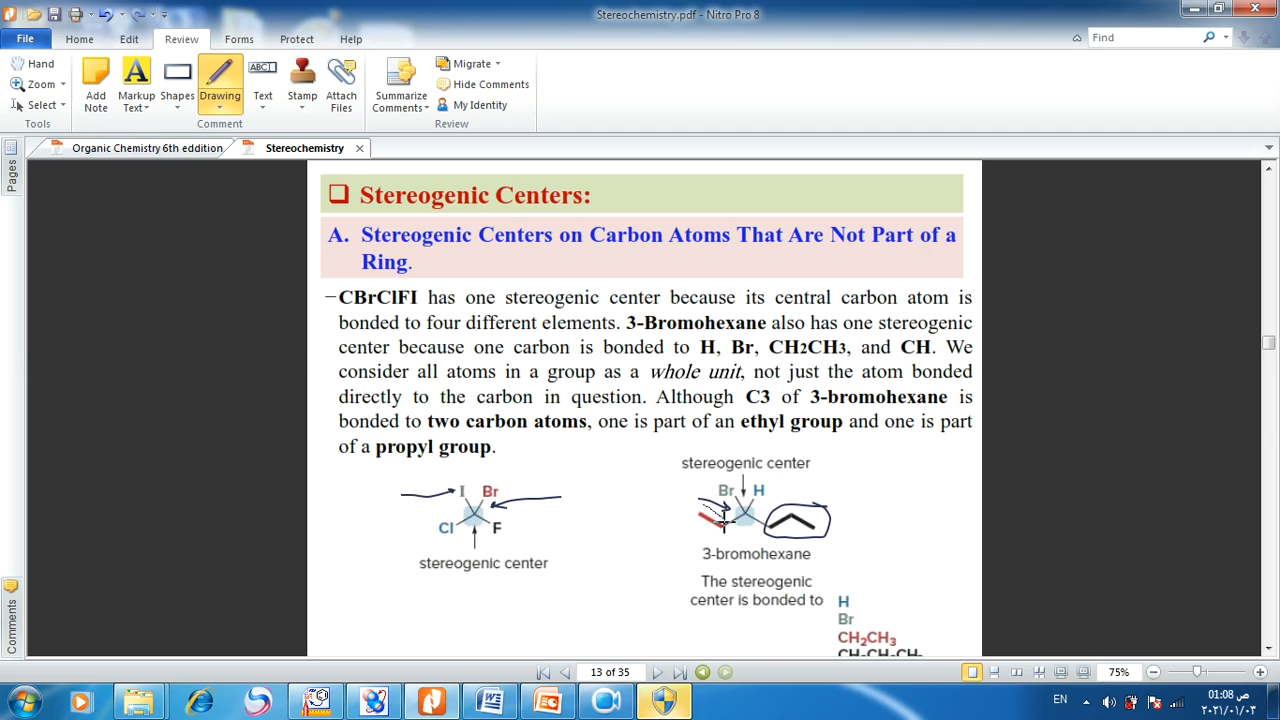 Stereochemistry.pdf - Nitro Pro 8
File Home Edit Review Forms Protect Help
Find
Hand
Zoom
Select
Tools
Add Note
Markup Text
Shapes
Drawing
Text
Stamp
Attach Files
Comment
Summarize Comments
Migrate
Hide Comments
My Identity
Review
Organic Chemistry 6th eddition
Stereochemistry
Pages
Comments
❑ Stereogenic Centers:
A. Stereogenic Centers on Carbon Atoms That Are Not Part of a
Ring.
–CBrClFI has one stereogenic center because its central carbon atom is
bonded to four different elements. 3-Bromohexane also has one stereogenic
center because one carbon is bonded to H, Br, CH2CH3, and CH. We
consider all atoms in a group as a whole unit, not just the atom bonded
directly to the carbon in question. Although C3 of 3-bromohexane is
bonded to two carbon atoms, one is part of an ethyl group and one is part
of a propyl group.
I Br
Cl F
stereogenic center
stereogenic center
Br H
3-bromohexane
The stereogenic
center is bonded to
H
Br
CH₂CH₃
13 of 35
75%
EN
01:08 ص
٢٠٢١/٠١/٠٣